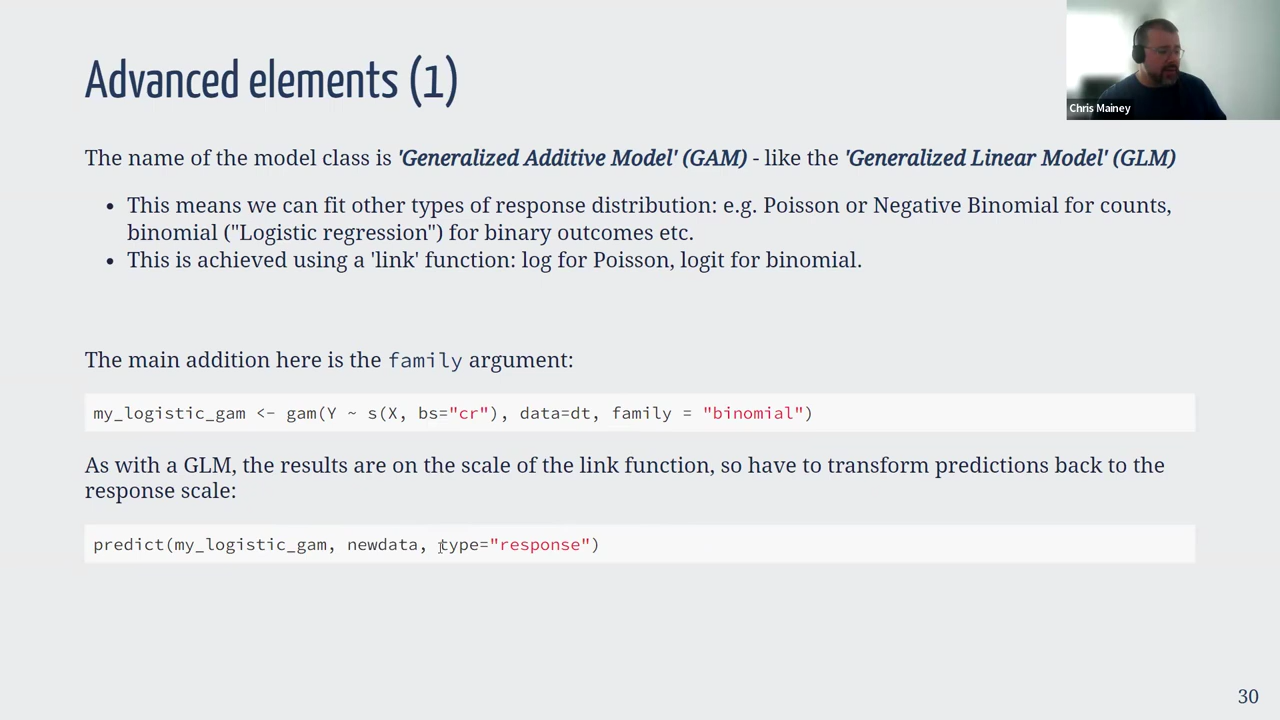 Advanced elements (1)
Chris Mainey
The name of the model class is 'Generalized Additive Model' (GAM) - like the 'Generalized Linear Model' (GLM)
• This means we can fit other types of response distribution: e.g. Poisson or Negative Binomial for counts,
binomial ("Logistic regression") for binary outcomes etc.
• This is achieved using a 'link' function: log for Poisson, logit for binomial.
The main addition here is the family argument:
my_logistic_gam <- gam(Y ~ s(X, bs="cr"), data=dt, family = "binomial")
As with a GLM, the results are on the scale of the link function, so have to transform predictions back to the
response scale:
predict(my_logistic_gam, newdata, type="response")
30